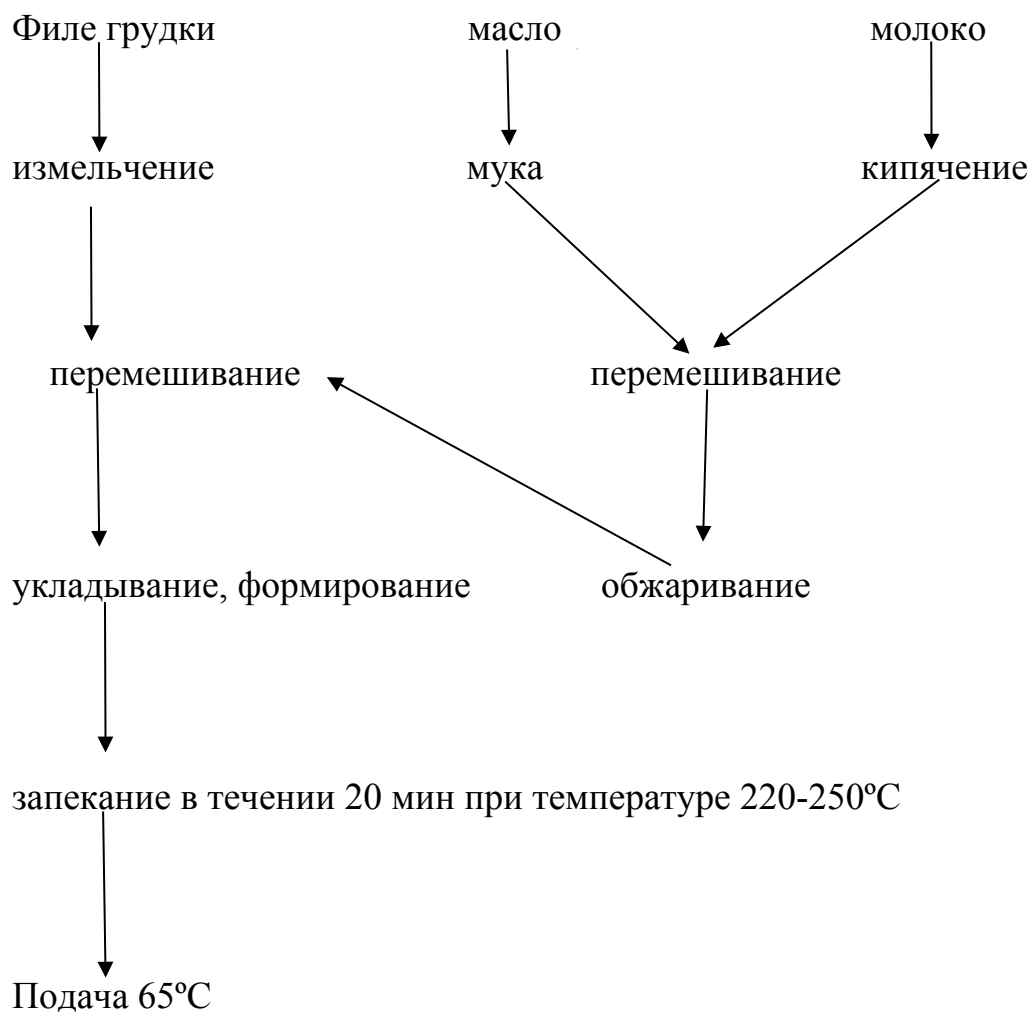 Филе грудки масло молоко
измельчение мука кипячение
перемешивание перемешивание
укладывание, формирование обжаривание
запекание в течении 20 мин при температуре 220-250ºС
Подача 65ºС